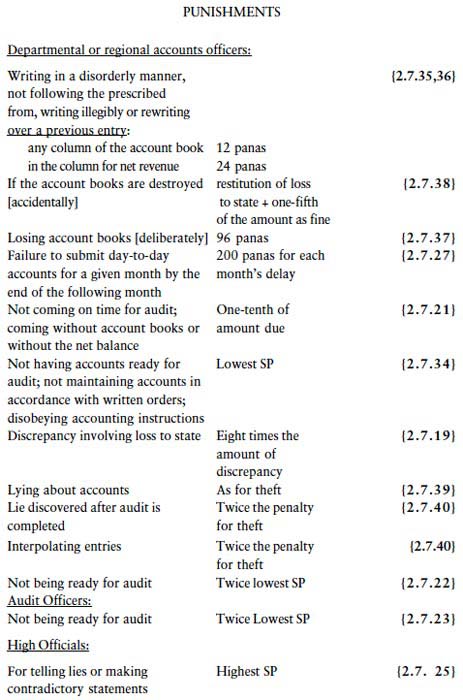 PUNISHMENTS
Departmental or regional accounts officers:
Writing in a disorderly manner, {2.7.35,36}
not following the prescribed
from, writing illegibly or rewriting
over a previous entry:
any column of the account book 12 panas
in the column for net revenue 24 panas
If the account books are destroyed restitution of loss {2.7.38}
[accidentally] to state + one-fifth
of the amount as fine
Losing account books [deliberately] 96 panas {2.7.37}
Failure to submit day-to-day 200 panas for each {2.7.27}
accounts for a given month by the month's delay
end of the following month
Not coming on time for audit; One-tenth of {2.7.21}
coming without account books or amount due
without the net balance
Not having accounts ready for Lowest SP {2.7.34}
audit; not maintaining accounts in
accordance with written orders;
disobeying accounting instructions
Discrepancy involving loss to state Eight times the {2.7.19}
amount of
discrepancy
Lying about accounts As for theft {2.7.39}
Lie discovered after audit is Twice the penalty {2.7.40}
completed for theft
Interpolating entries Twice the penalty {2.7.40}
for theft
Not being ready for audit Twice lowest SP {2.7.22}
Audit Officers:
Not being ready for audit Twice Lowest SP {2.7.23}
High Officials:
For telling lies or making Highest SP {2.7. 25}
contradictory statements